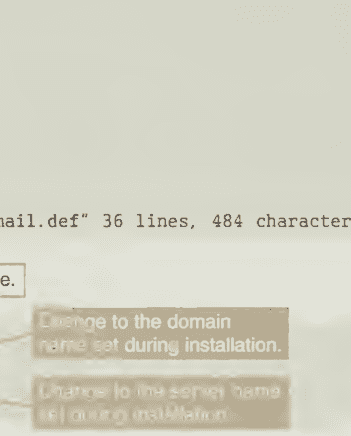 mail.def" 36 lines, 484 character
e.
Change to the domain
name set during installation.
Change to the server name
set during installation.